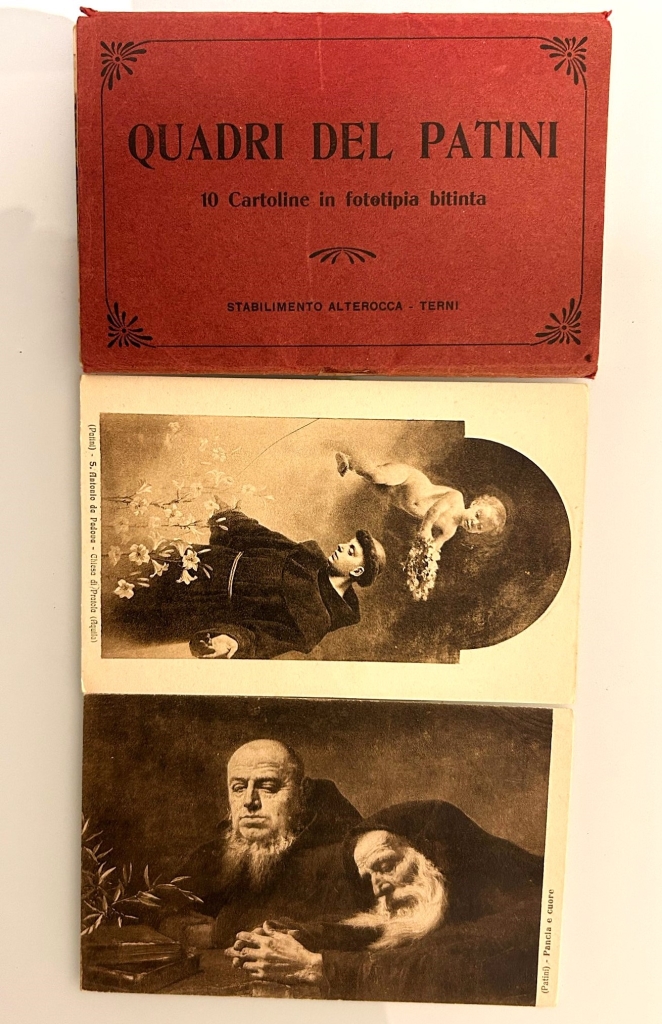 QUADRI DEL PATINI
10 Cartoline in fototipia bitinta
STABILIMENTO ALTEROCCA - TERNI
(Patini) - S. Antonio da Padova - Chiesa di Pratola (Aquila)
(Patini) - Pancia e cuore